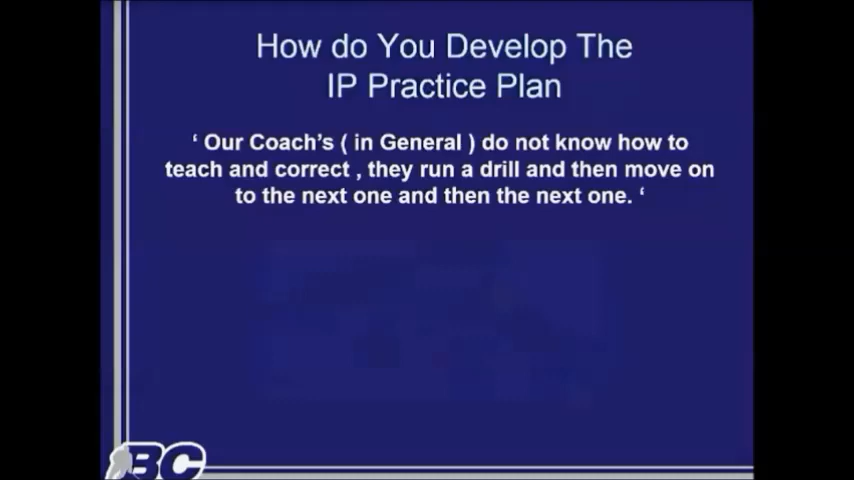 How do You Develop The
IP Practice Plan
‘ Our Coach’s ( in General ) do not know how to
teach and correct , they run a drill and then move on
to the next one and then the next one. ‘
BC